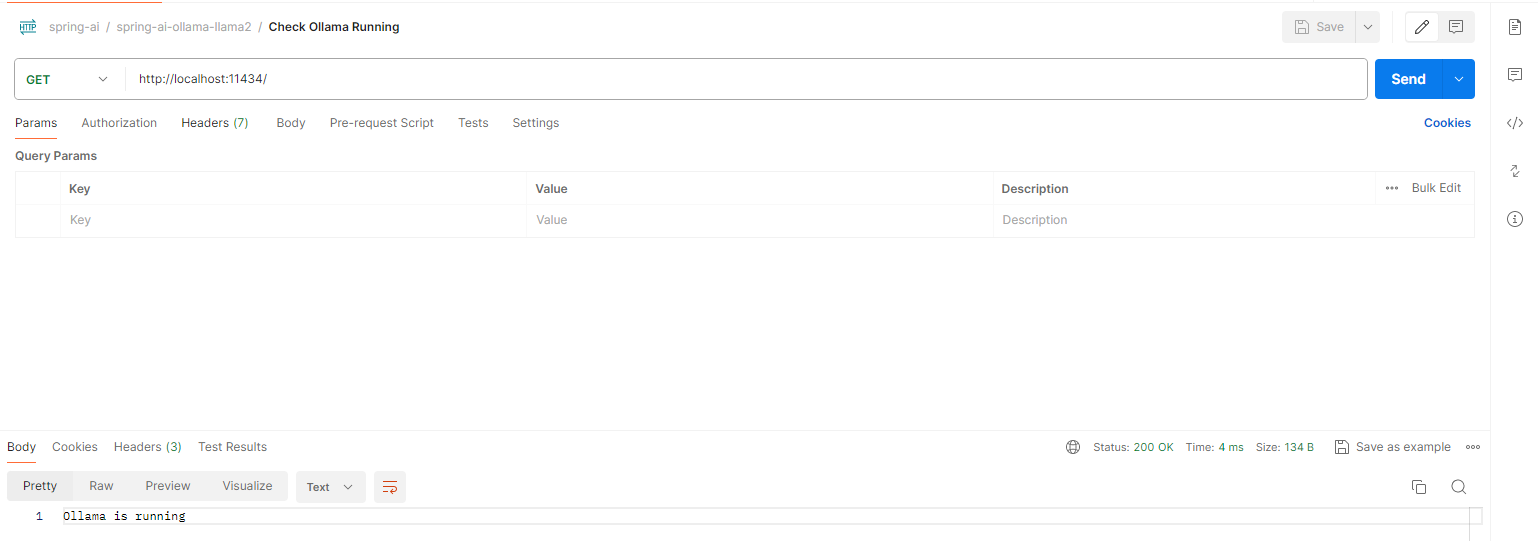 HTTP spring-ai / spring-ai-ollama-llama2 / Check Ollama Running Save
GET http://localhost:11434/ Send
Params Authorization Headers (7) Body Pre-request Script Tests Settings Cookies
Query Params
Key Value Description Bulk Edit
Key Value Description
Body Cookies Headers (3) Test Results Status: 200 OK Time: 4 ms Size: 134 B Save as example
Pretty Raw Preview Visualize Text
1 Ollama is running